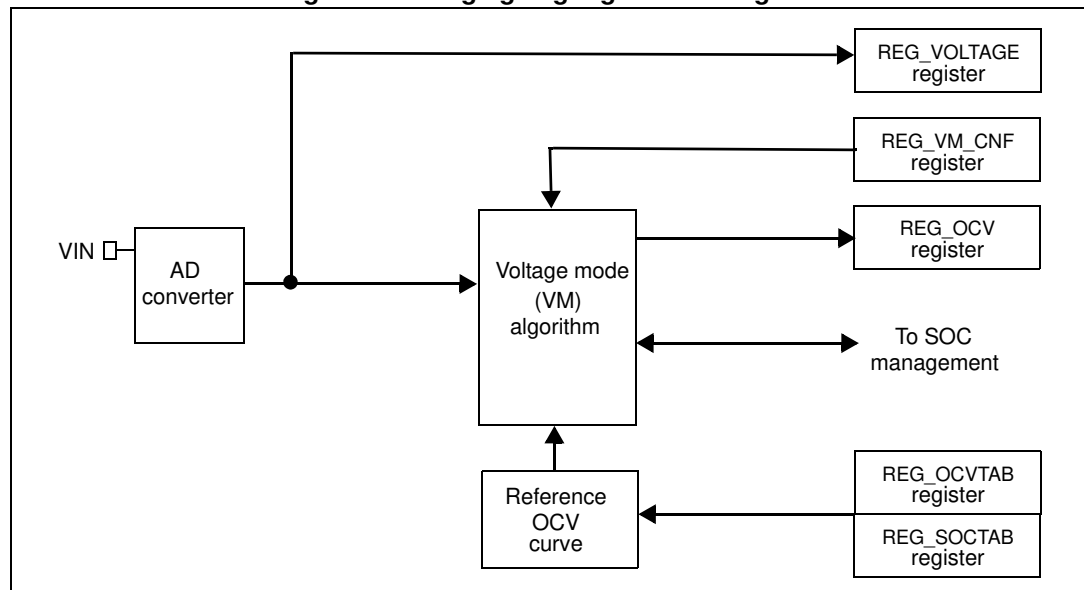 REG_VOLTAGE
register
REG_VM_CNF
register
REG_OCV
register
VIN
AD
converter
Voltage mode
(VM)
algorithm
To SOC
management
Reference
OCV
curve
REG_OCVTAB
register
REG_SOCTAB
register